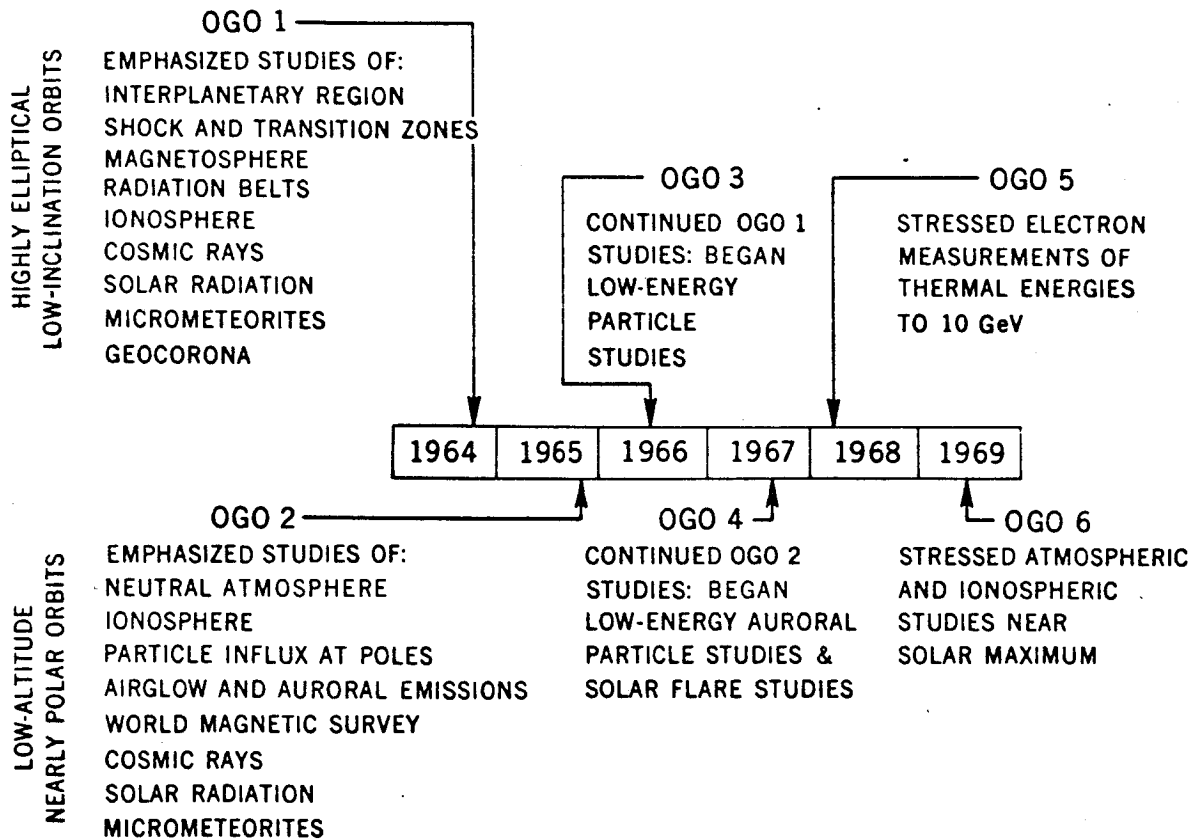 HIGHLY ELLIPTICAL
LOW-INCLINATION ORBITS
OGO 1
EMPHASIZED STUDIES OF:
INTERPLANETARY REGION
SHOCK AND TRANSITION ZONES
MAGNETOSPHERE
RADIATION BELTS
IONOSPHERE
COSMIC RAYS
SOLAR RADIATION
MICROMETEORITES
GEOCORONA
OGO 3
CONTINUED OGO 1
STUDIES: BEGAN
LOW-ENERGY
PARTICLE
STUDIES
OGO 5
STRESSED ELECTRON
MEASUREMENTS OF
THERMAL ENERGIES
TO 10 GeV
1964 1965 1966 1967 1968 1969
LOW-ALTITUDE
NEARLY POLAR ORBITS
OGO 2
EMPHASIZED STUDIES OF:
NEUTRAL ATMOSPHERE
IONOSPHERE
PARTICLE INFLUX AT POLES
AIRGLOW AND AURORAL EMISSIONS
WORLD MAGNETIC SURVEY
COSMIC RAYS
SOLAR RADIATION
MICROMETEORITES
OGO 4
CONTINUED OGO 2
STUDIES: BEGAN
LOW-ENERGY AURORAL
PARTICLE STUDIES &
SOLAR FLARE STUDIES
OGO 6
STRESSED ATMOSPHERIC
AND IONOSPHERIC
STUDIES NEAR
SOLAR MAXIMUM